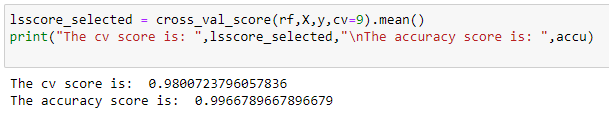 lsscore_selected = cross_val_score(rf,X,y,cv=9).mean()
print("The cv score is: ",lsscore_selected,"\nThe accuracy score is: ",accu)
The cv score is:  0.9800723796057836
The accuracy score is:  0.9966789667896679